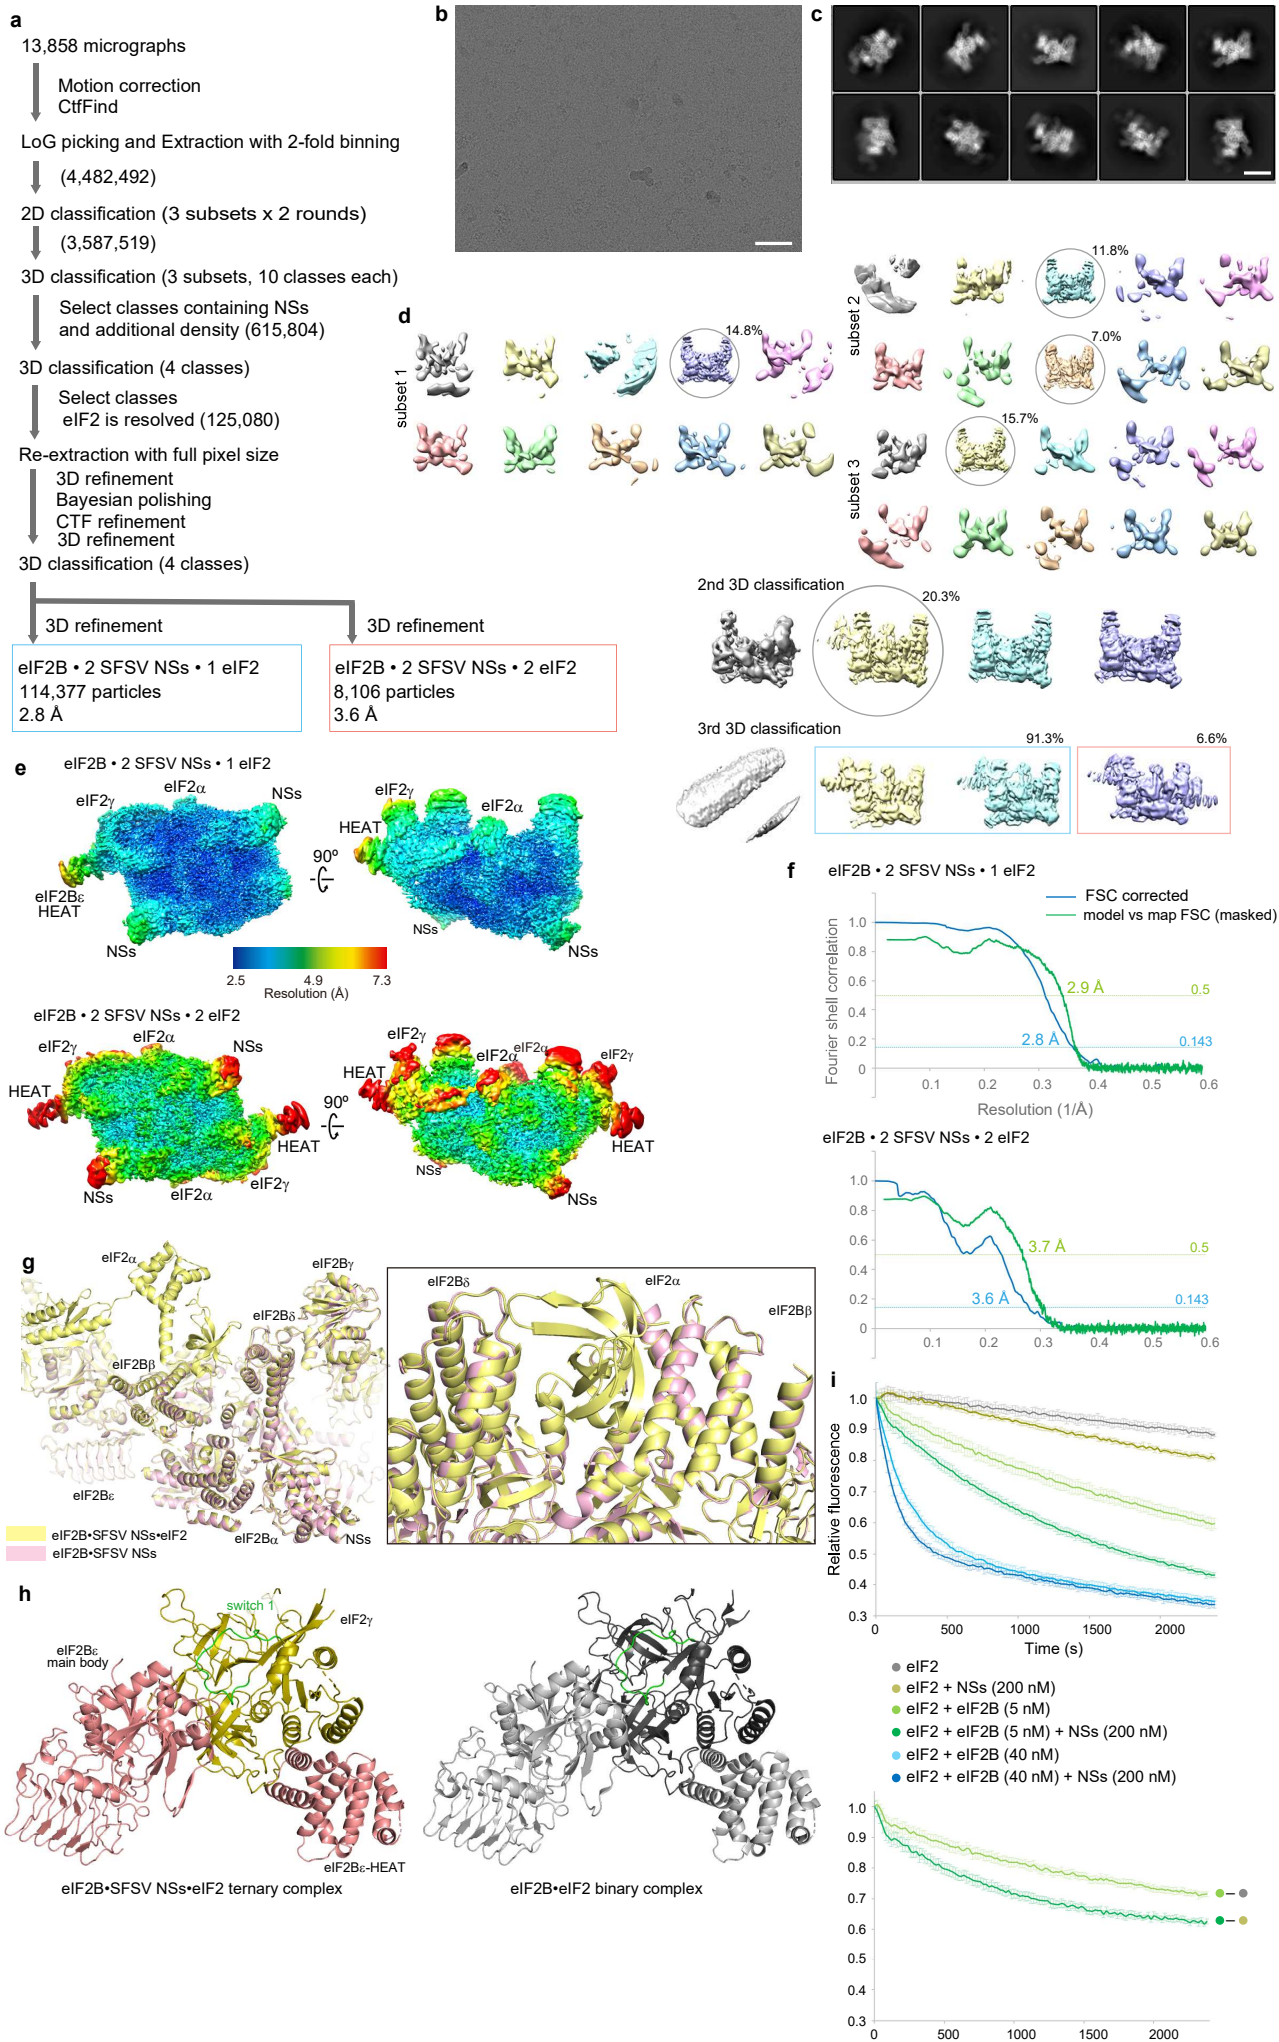 a
13,858 micrographs
Motion correction
CtfFind
LoG picking and Extraction with 2-fold binning
(4,482,492)
2D classification (3 subsets x 2 rounds)
(3,587,519)
3D classification (3 subsets, 10 classes each)
Select classes containing NSs
and additional density (615,804)
3D classification (4 classes)
Select classes
eIF2 is resolved (125,080)
Re-extraction with full pixel size
3D refinement
Bayesian polishing
CTF refinement
3D refinement
3D classification (4 classes)
3D refinement
3D refinement
eIF2B • 2 SFSV NSs • 1 eIF2
114,377 particles
2.8 Å
eIF2B • 2 SFSV NSs • 2 eIF2
8,106 particles
3.6 Å
b
c
d
subset 1
14.8%
subset 2
11.8%
7.0%
subset 3
15.7%
2nd 3D classification
20.3%
3rd 3D classification
91.3%
6.6%
e
eIF2B • 2 SFSV NSs • 1 eIF2
eIF2γ
eIF2α
NSs
eIF2Bε
HEAT
NSs
90º
eIF2γ
eIF2α
HEAT
NSs
NSs
2.5
4.9
7.3
Resolution (Å)
eIF2B • 2 SFSV NSs • 2 eIF2
eIF2γ
eIF2α
NSs
HEAT
HEAT
NSs
eIF2α
eIF2γ
90º
eIF2γ
eIF2α
eIF2α
eIF2γ
HEAT
HEAT
NSs
NSs
f
eIF2B • 2 SFSV NSs • 1 eIF2
FSC corrected
model vs map FSC (masked)
Fourier shell correlation
1.0
0.8
0.6
0.4
0.2
0
2.9 Å
0.5
2.8 Å
0.143
0.1
0.2
0.3
0.4
0.5
0.6
Resolution (1/Å)
eIF2B • 2 SFSV NSs • 2 eIF2
1.0
0.8
0.6
0.4
0.2
0
3.7 Å
0.5
3.6 Å
0.143
0.1
0.2
0.3
0.4
0.5
0.6
g
eIF2α
eIF2Bγ
eIF2Bδ
eIF2Bβ
eIF2Bε
eIF2Bα
NSs
eIF2B•SFSV NSs•eIF2
eIF2B•SFSV NSs
eIF2Bδ
eIF2α
eIF2Bβ
h
switch 1
eIF2γ
eIF2Bε
main body
eIF2Bε-HEAT
eIF2B•SFSV NSs•eIF2 ternary complex
eIF2B•eIF2 binary complex
i
Relative fluorescence
1.0
0.9
0.8
0.7
0.6
0.5
0.4
0.3
0
500
1000
1500
2000
Time (s)
eIF2
eIF2 + NSs (200 nM)
eIF2 + eIF2B (5 nM)
eIF2 + eIF2B (5 nM) + NSs (200 nM)
eIF2 + eIF2B (40 nM)
eIF2 + eIF2B (40 nM) + NSs (200 nM)
1.0
0.9
0.8
0.7
0.6
0.5
0.4
0.3
0
500
1000
1500
2000